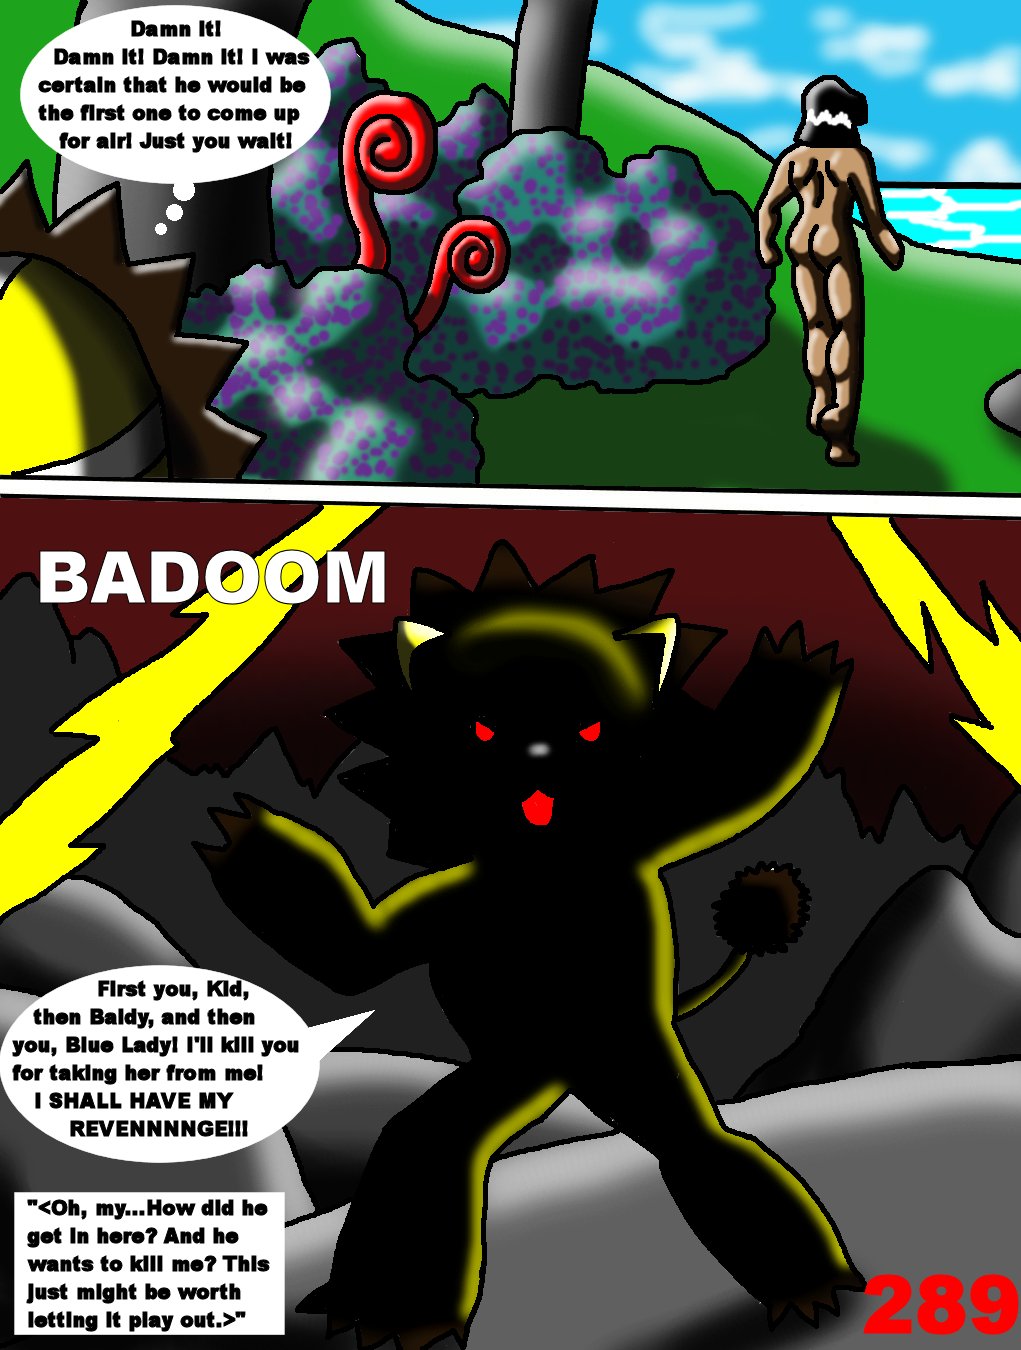 Damn It!
Damn It! Damn It! I was
certain that he would be
the first one to come up
for air! Just you wait!
BADOOM
First you, Kid,
then Baldy, and then
you, Blue Lady! I'll kill you
for taking her from me!
I SHALL HAVE MY
REVENNNNGE!!!
"<Oh, my...How did he
get in here? And he
wants to kill me? This
just might be worth
letting it play out.>"
289